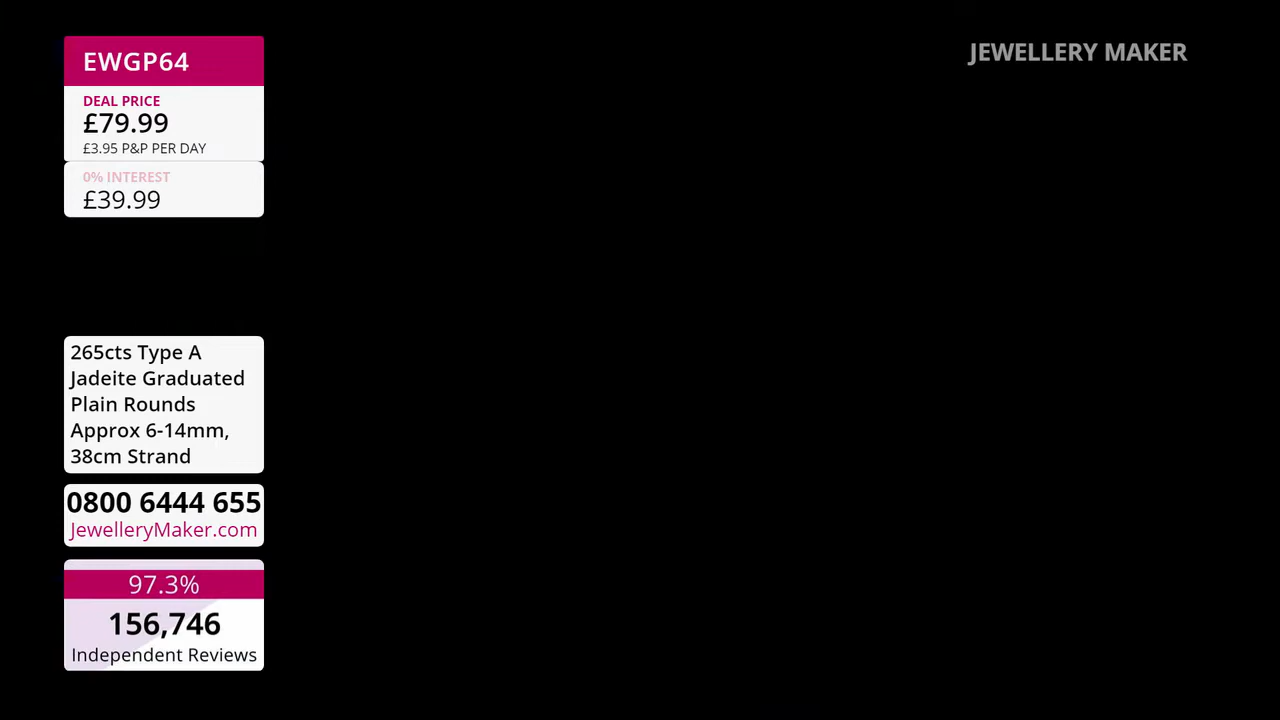 EWGP64
DEAL PRICE
£79.99
£3.95 P&P PER DAY
0% INTEREST
£39.99
265cts Type A
Jadeite Graduated
Plain Rounds
Approx 6-14mm,
38cm Strand
0800 6444 655
JewelleryMaker.com
97.3%
156,746
Independent Reviews
JEWELLERY MAKER